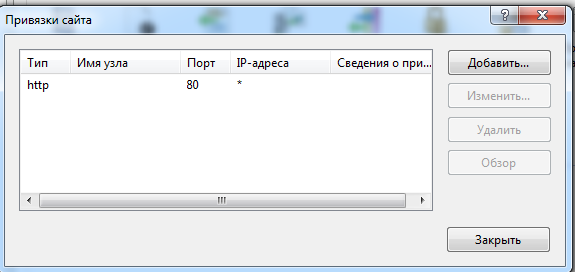 Привязки сайта
Тип Имя узла Порт IP-адреса Сведения о при...
http 80 *
Добавить...
Изменить...
Удалить
Обзор
Закрыть